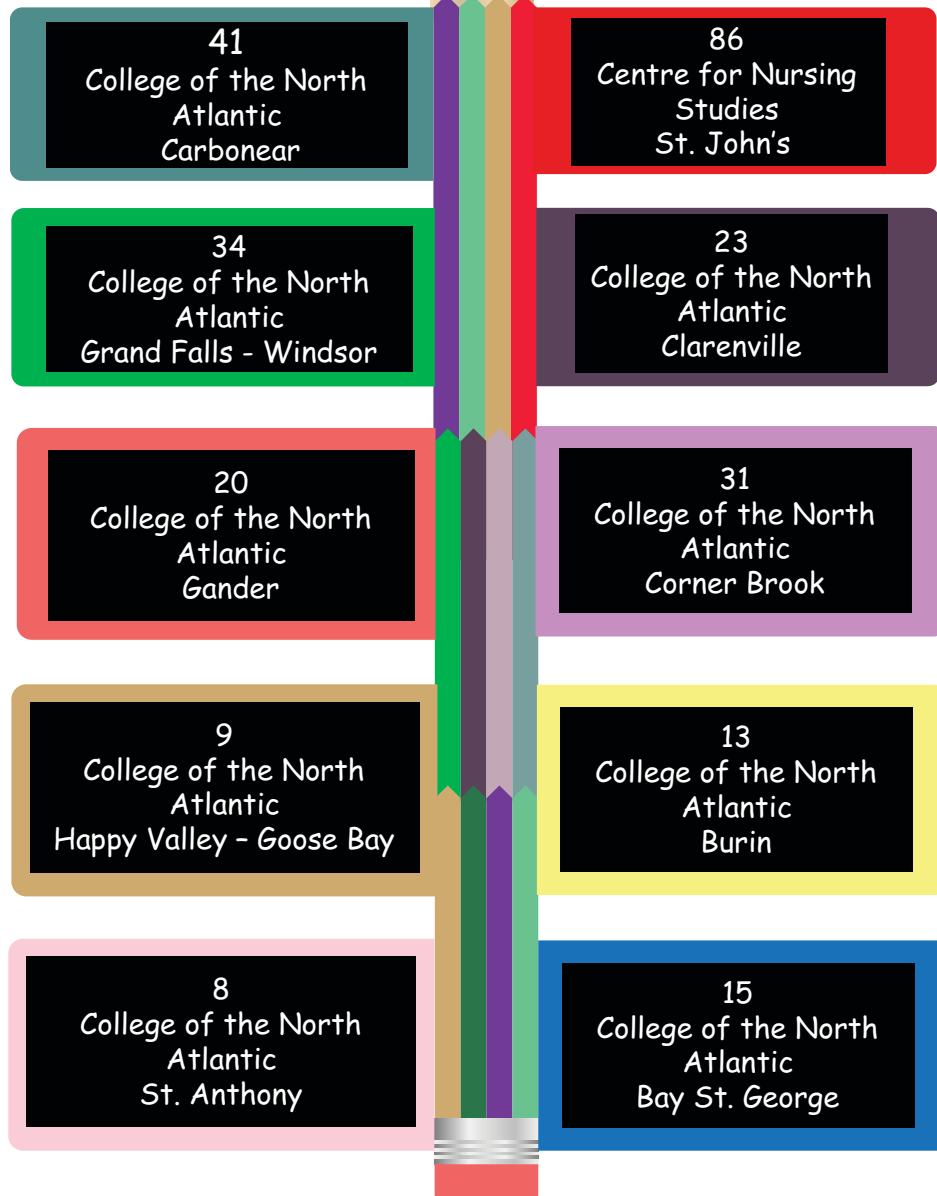 41
College of the North
Atlantic
Carbonear
86
Centre for Nursing
Studies
St. John's
34
College of the North
Atlantic
Grand Falls - Windsor
23
College of the North
Atlantic
Clarenville
20
College of the North
Atlantic
Gander
31
College of the North
Atlantic
Corner Brook
9
College of the North
Atlantic
Happy Valley – Goose Bay
13
College of the North
Atlantic
Burin
8
College of the North
Atlantic
St. Anthony
15
College of the North
Atlantic
Bay St. George